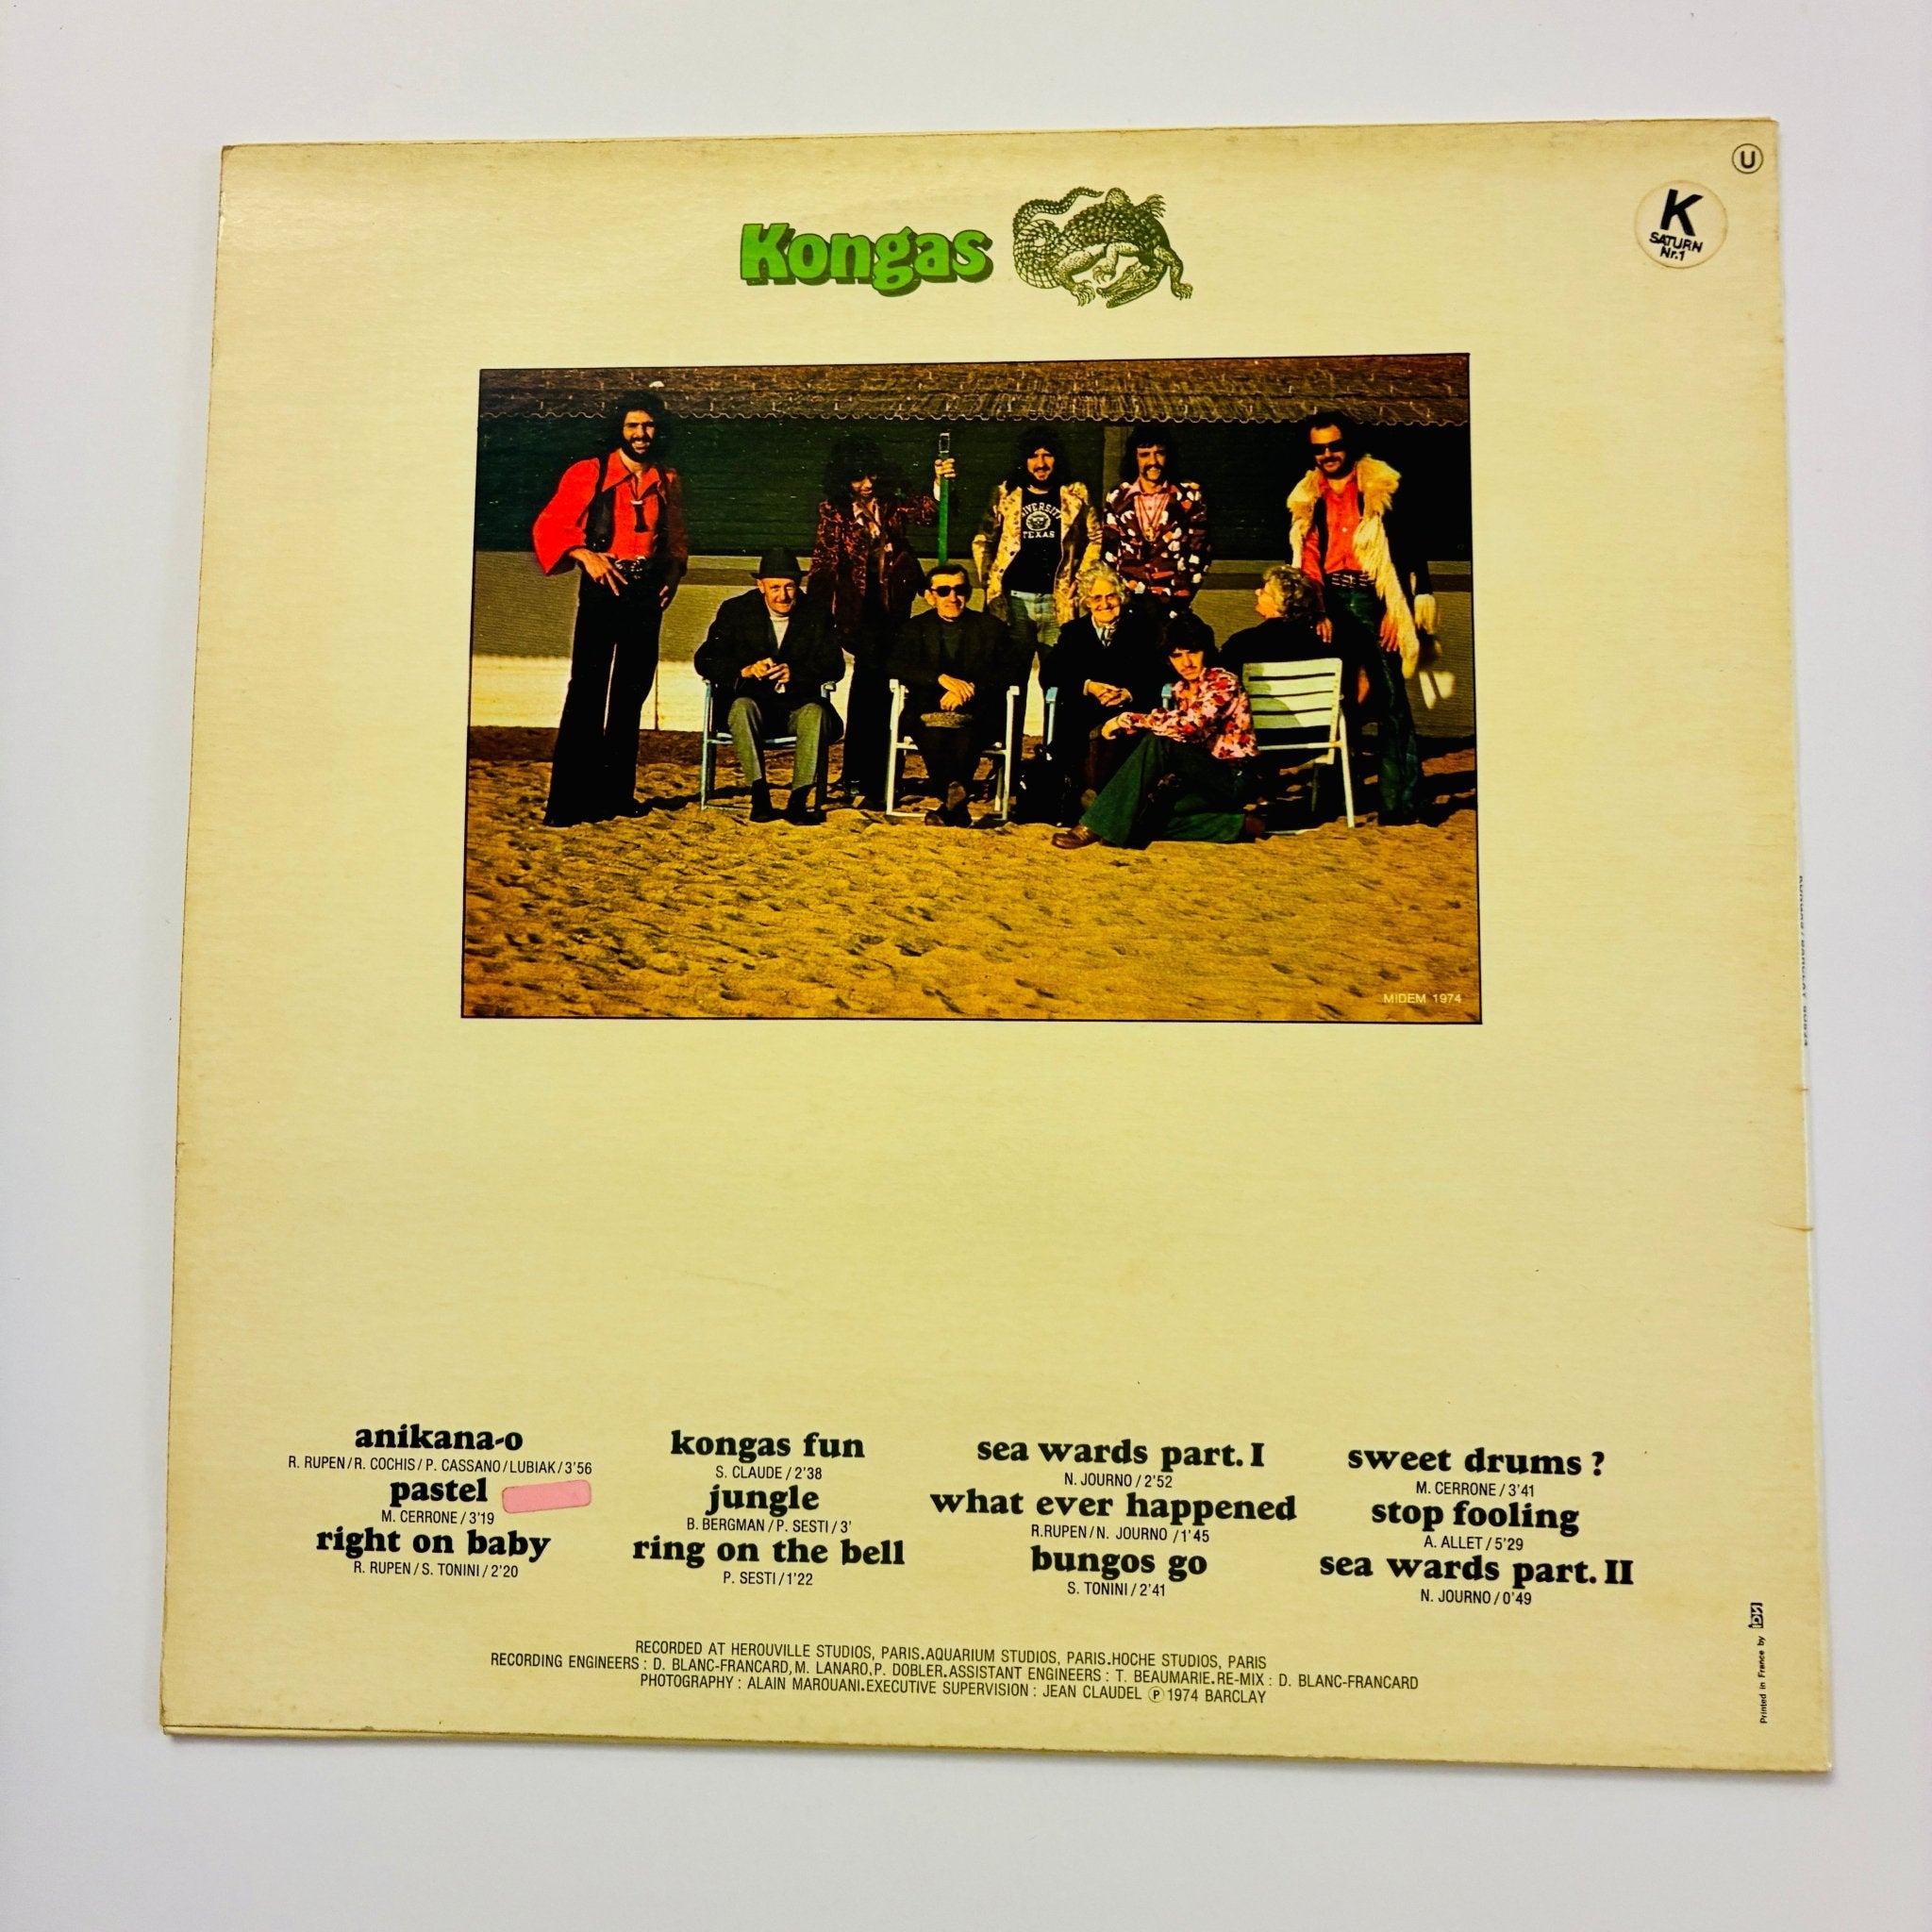 U
K
SATURN
Nr.1
Kongas
IVERSITY
TEXAS
MIDEM 1974
anikana-o
R. RUPEN/R. COCHIS/P. CASSANO/LUBIAK/3'56
pastel
M. CERRONE/3'19
right on baby
R. RUPEN/S. TONINI/2'20
kongas fun
S. CLAUDE/2'38
jungle
B. BERGMAN/P. SESTI/3'
ring on the bell
P. SESTI/1'22
sea wards part. I
N. JOURNO/2'52
what ever happened
R.RUPEN/N. JOURNO/1'45
bungos go
S. TONINI/2'41
sweet drums ?
M. CERRONE/3'41
stop fooling
A. ALLET/5'29
sea wards part. II
N. JOURNO/0'49
RECORDED AT HEROUVILLE STUDIOS, PARIS.AQUARIUM STUDIOS, PARIS.HOCHE STUDIOS, PARIS
RECORDING ENGINEERS : D. BLANC-FRANCARD, M. LANARO, P. DOBLER.ASSISTANT ENGINEERS : T. BEAUMARIE.RE-MIX : D. BLANC-FRANCARD
PHOTOGRAPHY : ALAIN MAROUANI.EXECUTIVE SUPERVISION : JEAN CLAUDEL Ⓟ 1974 BARCLAY
Printed in France by